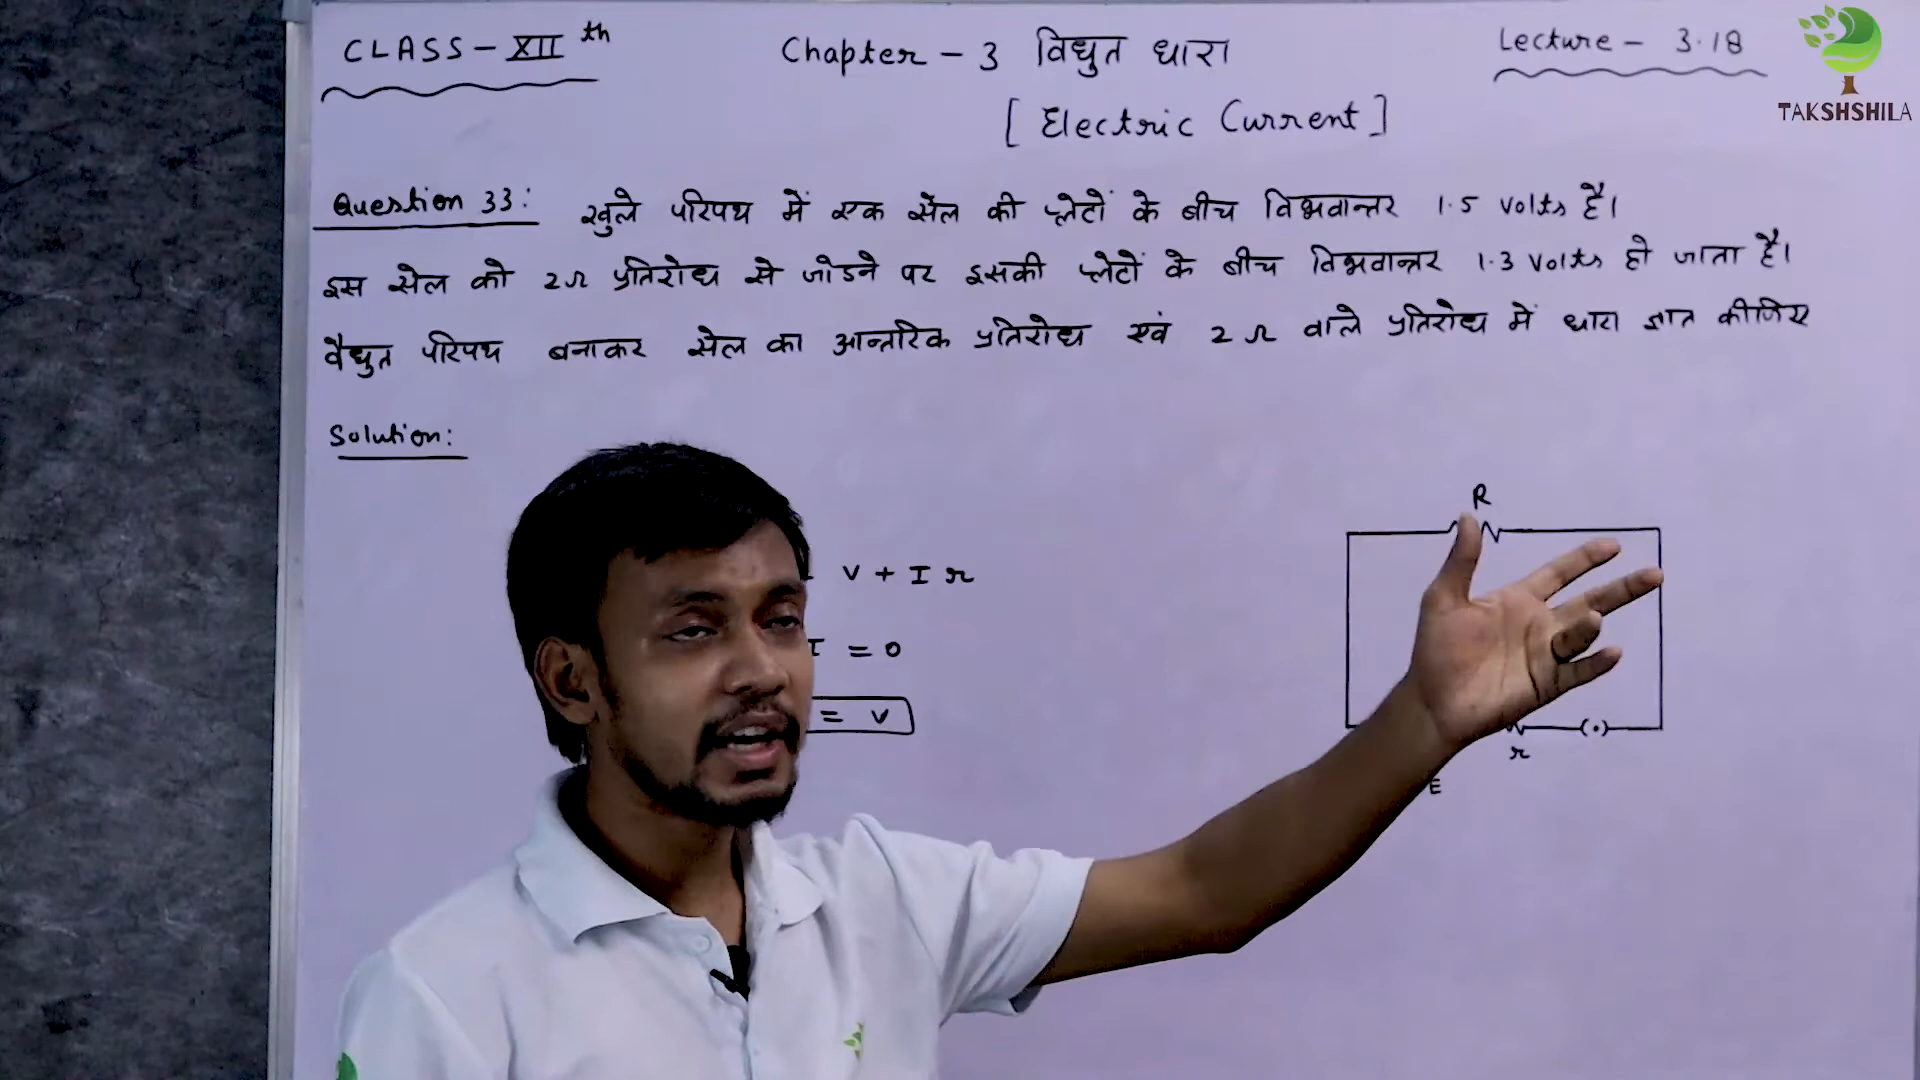 CLASS - XII th
Chapter - 3 विद्युत धारा
[Electric Current]
Lecture - 3.18
TAKSHSHILA
Question 33: खुले परिपथ में एक सेल की प्लेटों के बीच विभवान्तर 1.5 volts है।
इस सेल को 2Ω प्रतिरोध से जोडने पर इसकी प्लेटों के बीच विभवान्तर 1.3 volts हो जाता है।
वैद्युत परिपथ बनाकर सेल का आन्तरिक प्रतिरोध एवं 2Ω वाले प्रतिरोध में धारा ज्ञात कीजिए
Solution:
V + I r
I = 0
= V
R
r
E